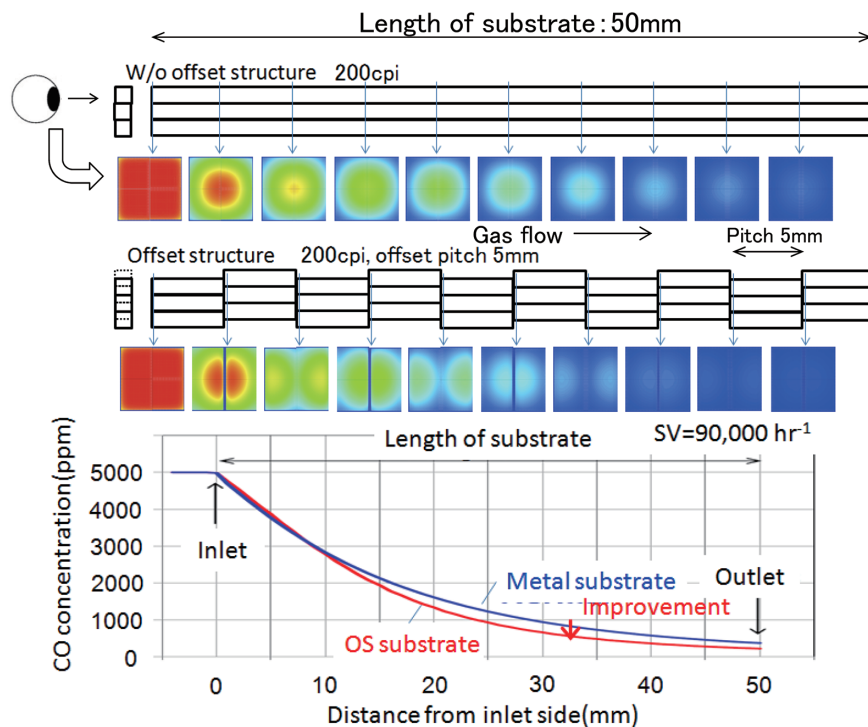 Length of substrate:50mm
W/o offset structure 200cpi
Gas flow
Pitch 5mm
Offset structure 200cpi, offset pitch 5mm
Length of substrate
SV=90,000 hr-1
CO concentration(ppm)
5000
4000
3000
2000
1000
0
Inlet
Metal substrate
Outlet
Improvement
OS substrate
0
10
20
30
40
50
Distance from inlet side(mm)